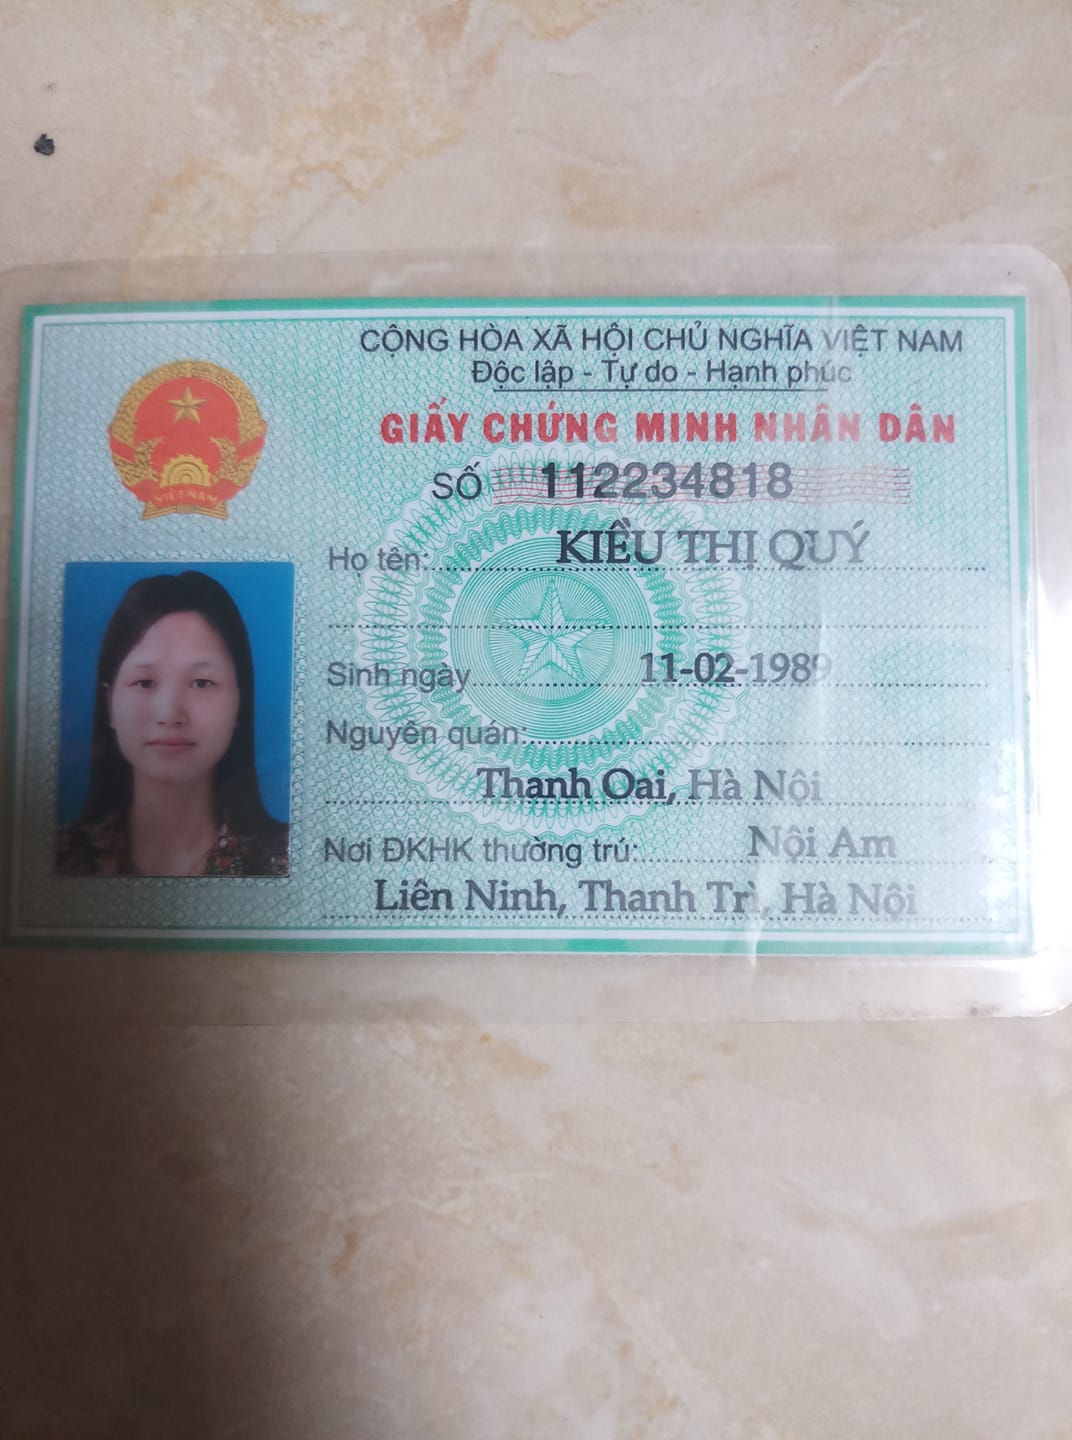 CỘNG HÒA XÃ HỘI CHỦ NGHĨA VIỆT NAM
Độc lập - Tự do - Hạnh phúc
GIẤY CHỨNG MINH NHÂN DÂN
SỐ 112234818
VIỆT NAM
Họ tên: KIỀU THỊ QUÝ
Sinh ngày 11-02-1989
Nguyên quán:
Thanh Oai, Hà Nội
Nơi ĐKHK thường trú: Nội Am
Liên Ninh, Thanh Trì, Hà Nội